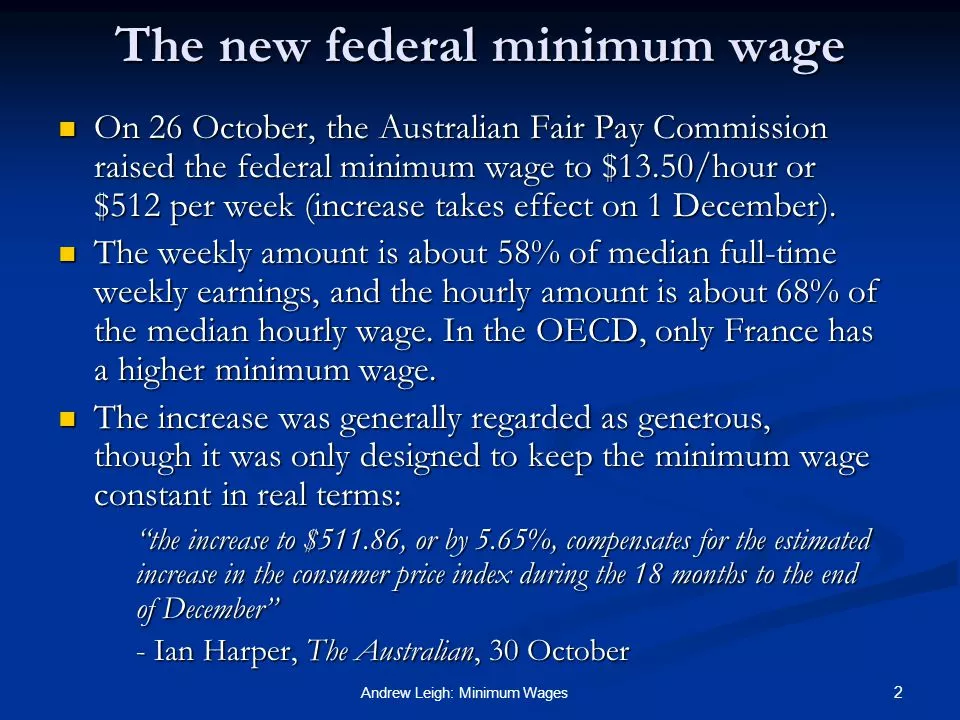 The new federal minimum wage
On 26 October, the Australian Fair Pay Commission
raised the federal minimum wage to $13.50/hour or
$512 per week (increase takes effect on 1 December).
The weekly amount is about 58% of median full-time
weekly earnings, and the hourly amount is about 68% of
the median hourly wage. In the OECD, only France has
a higher minimum wage.
The increase was generally regarded as generous,
though it was only designed to keep the minimum wage
constant in real terms:
“the increase to $511.86, or by 5.65%, compensates for the estimated
increase in the consumer price index during the 18 months to the end
of December”
- Ian Harper, The Australian, 30 October
Andrew Leigh: Minimum Wages
2